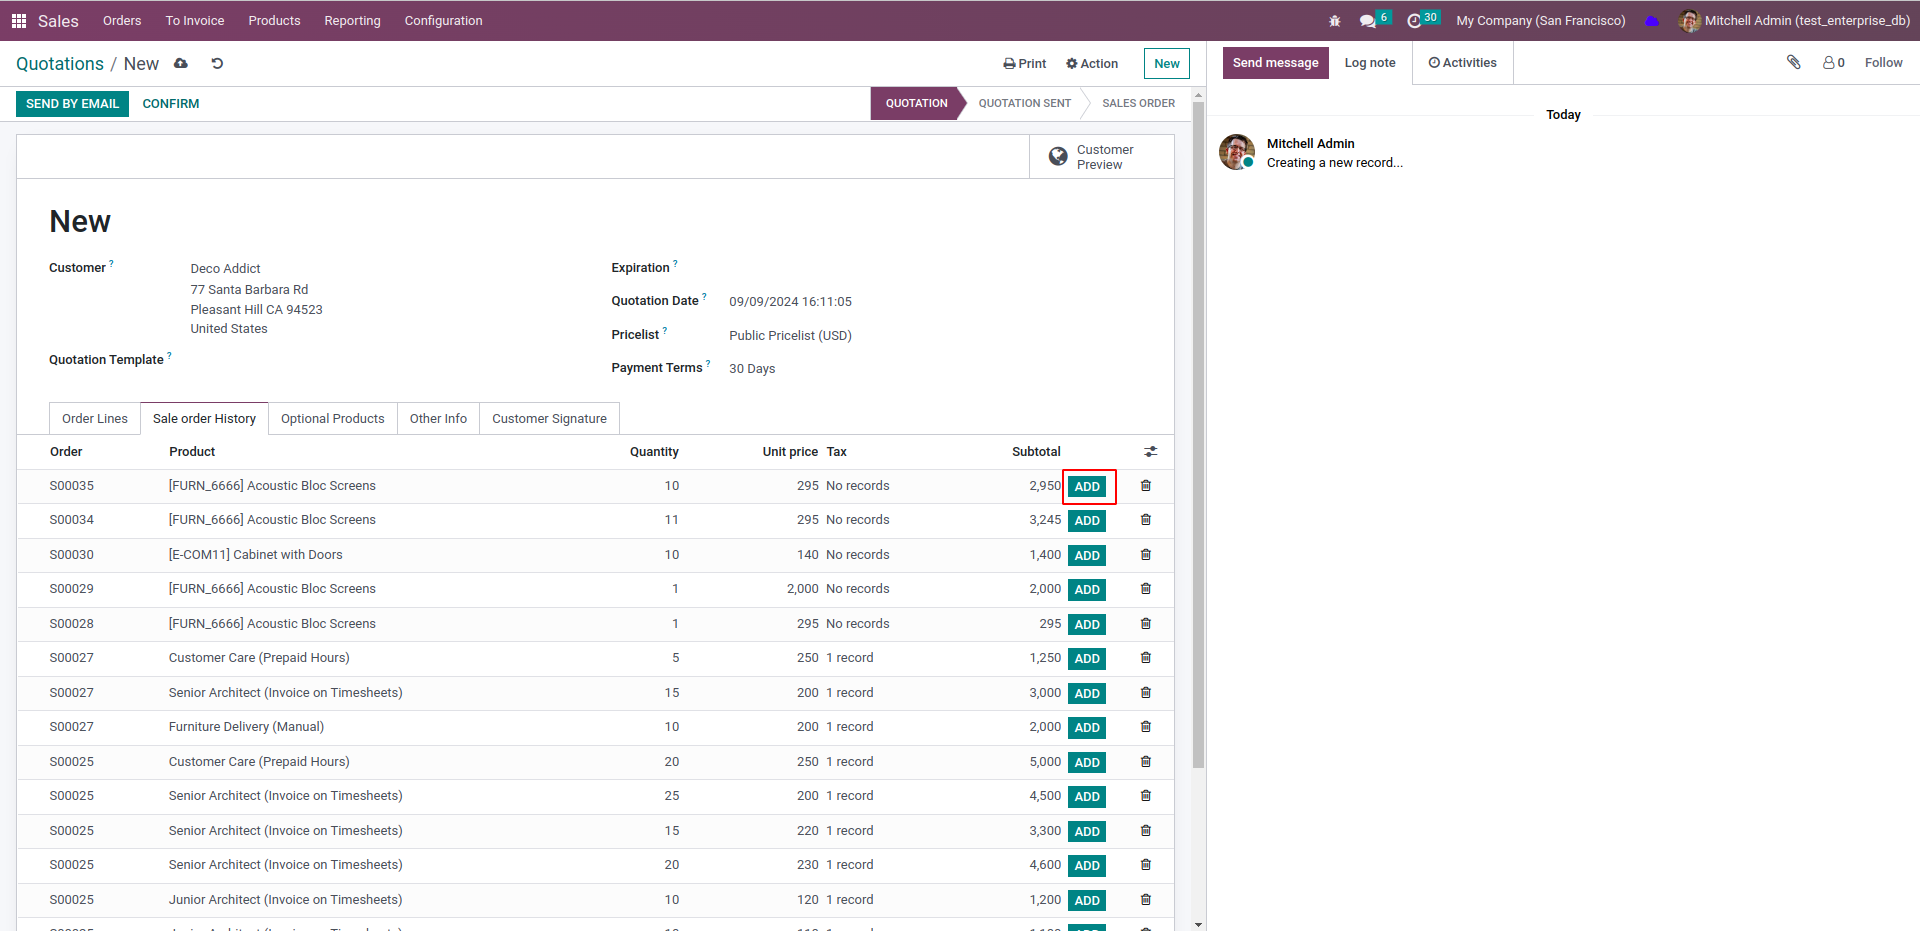 Sales Orders To Invoice Products Reporting Configuration 6 30 My Company (San Francisco) Mitchell Admin (test_enterprise_db)
Quotations / New Print Action New
SEND BY EMAIL CONFIRM QUOTATION QUOTATION SENT SALES ORDER
Customer
Preview
New
Customer ? Deco Addict
77 Santa Barbara Rd
Pleasant Hill CA 94523
United States
Quotation Template ?
Expiration ?
Quotation Date ? 09/09/2024 16:11:05
Pricelist ? Public Pricelist (USD)
Payment Terms ? 30 Days
Order Lines Sale order History Optional Products Other Info Customer Signature
Order Product Quantity Unit price Tax Subtotal
S00035 [FURN_6666] Acoustic Bloc Screens 10 295 No records 2,950 ADD
S00034 [FURN_6666] Acoustic Bloc Screens 11 295 No records 3,245 ADD
S00030 [E-COM11] Cabinet with Doors 10 140 No records 1,400 ADD
S00029 [FURN_6666] Acoustic Bloc Screens 1 2,000 No records 2,000 ADD
S00028 [FURN_6666] Acoustic Bloc Screens 1 295 No records 295 ADD
S00027 Customer Care (Prepaid Hours) 5 250 1 record 1,250 ADD
S00027 Senior Architect (Invoice on Timesheets) 15 200 1 record 3,000 ADD
S00027 Furniture Delivery (Manual) 10 200 1 record 2,000 ADD
S00025 Customer Care (Prepaid Hours) 20 250 1 record 5,000 ADD
S00025 Senior Architect (Invoice on Timesheets) 25 200 1 record 4,500 ADD
S00025 Senior Architect (Invoice on Timesheets) 15 220 1 record 3,300 ADD
S00025 Senior Architect (Invoice on Timesheets) 20 230 1 record 4,600 ADD
S00025 Junior Architect (Invoice on Timesheets) 10 120 1 record 1,200 ADD
Send message Log note Activities 0 Follow
Today
Mitchell Admin
Creating a new record...